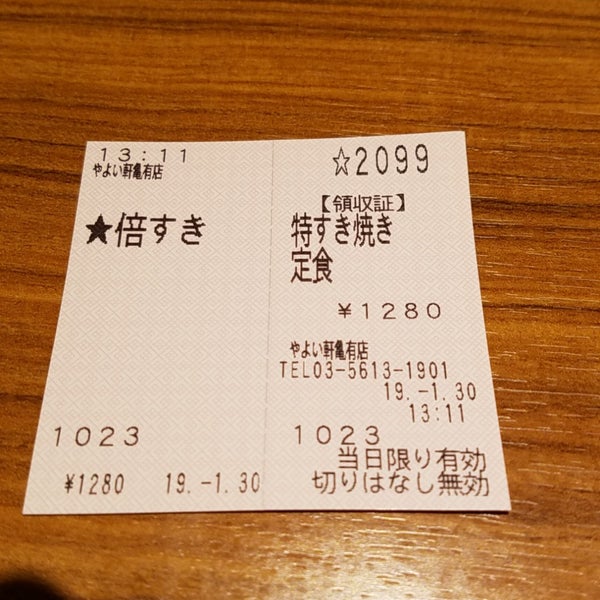 13:11
やよい軒亀有店
★倍すき
1023
¥1280 19.-1.30
☆2099
【領収証】
特すき焼き
定食
¥1280
やよい軒亀有店
TEL03-5613-1901
19.-1.30
13:11
1023
当日限り有効
切りはなし無効